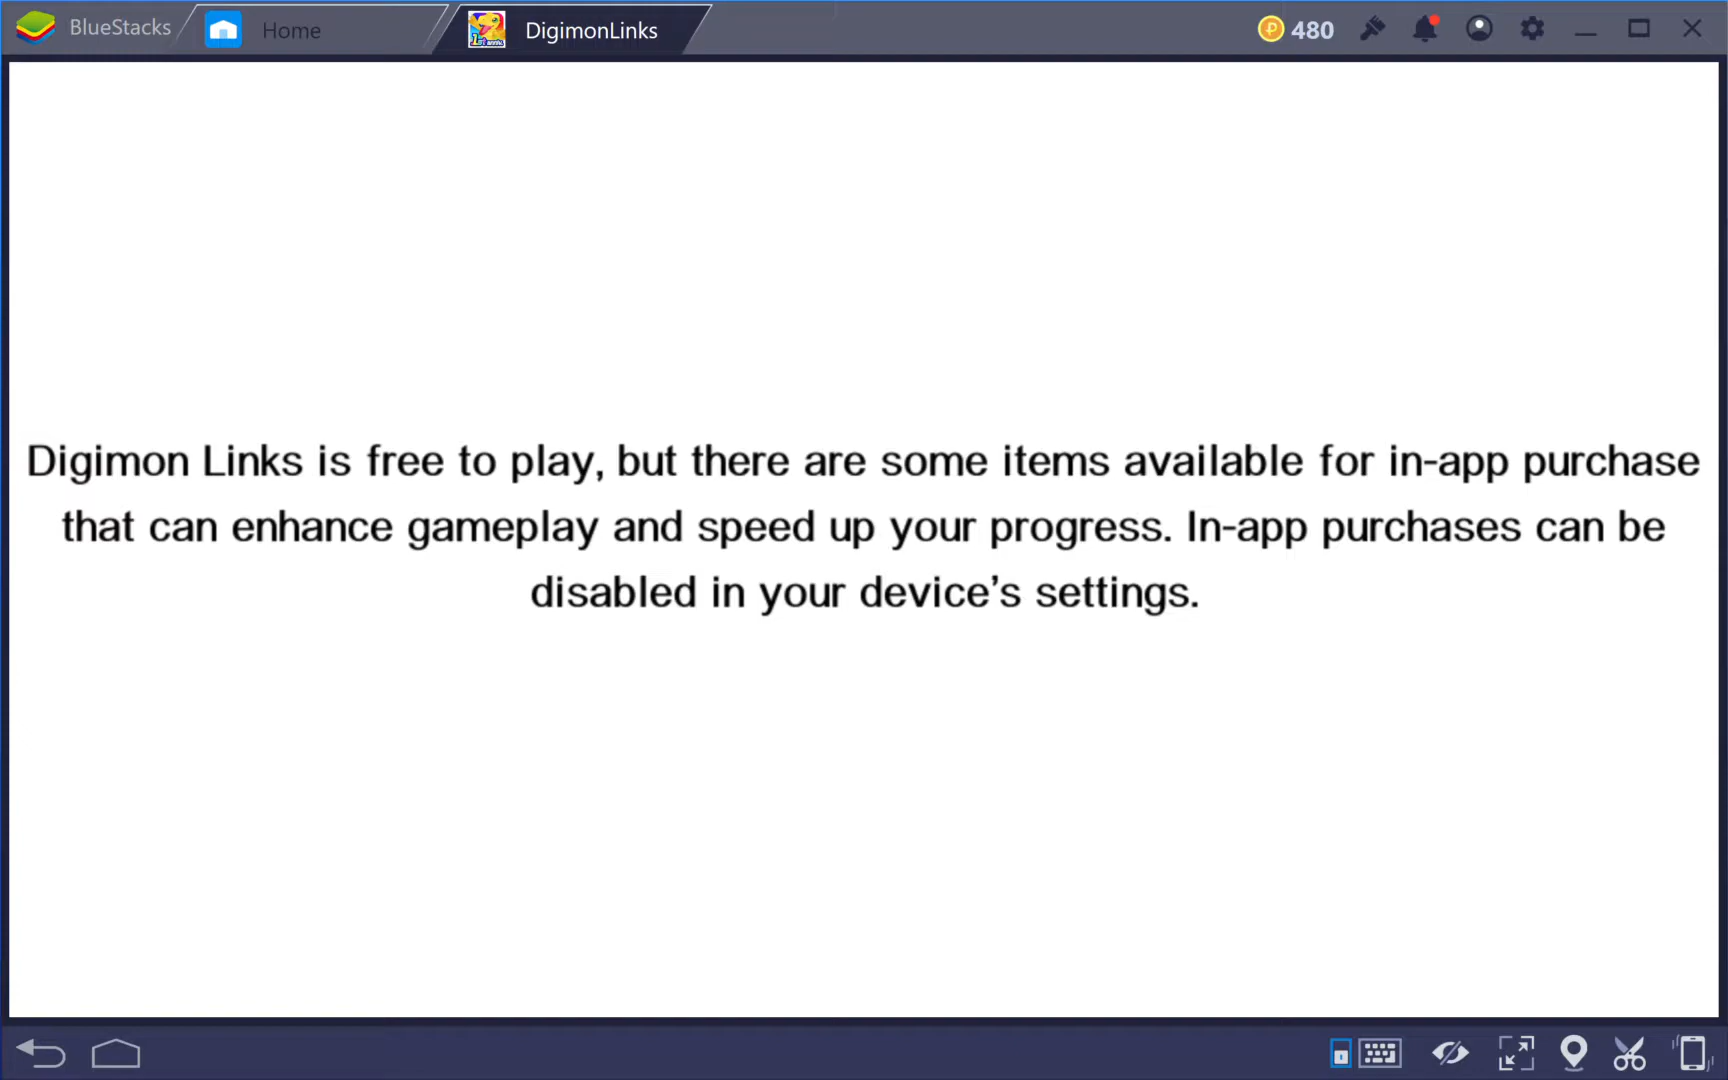 BlueStacks
Home
DigimonLinks
480
Digimon Links is free to play, but there are some items available for in-app purchase
that can enhance gameplay and speed up your progress. In-app purchases can be
disabled in your device’s settings.